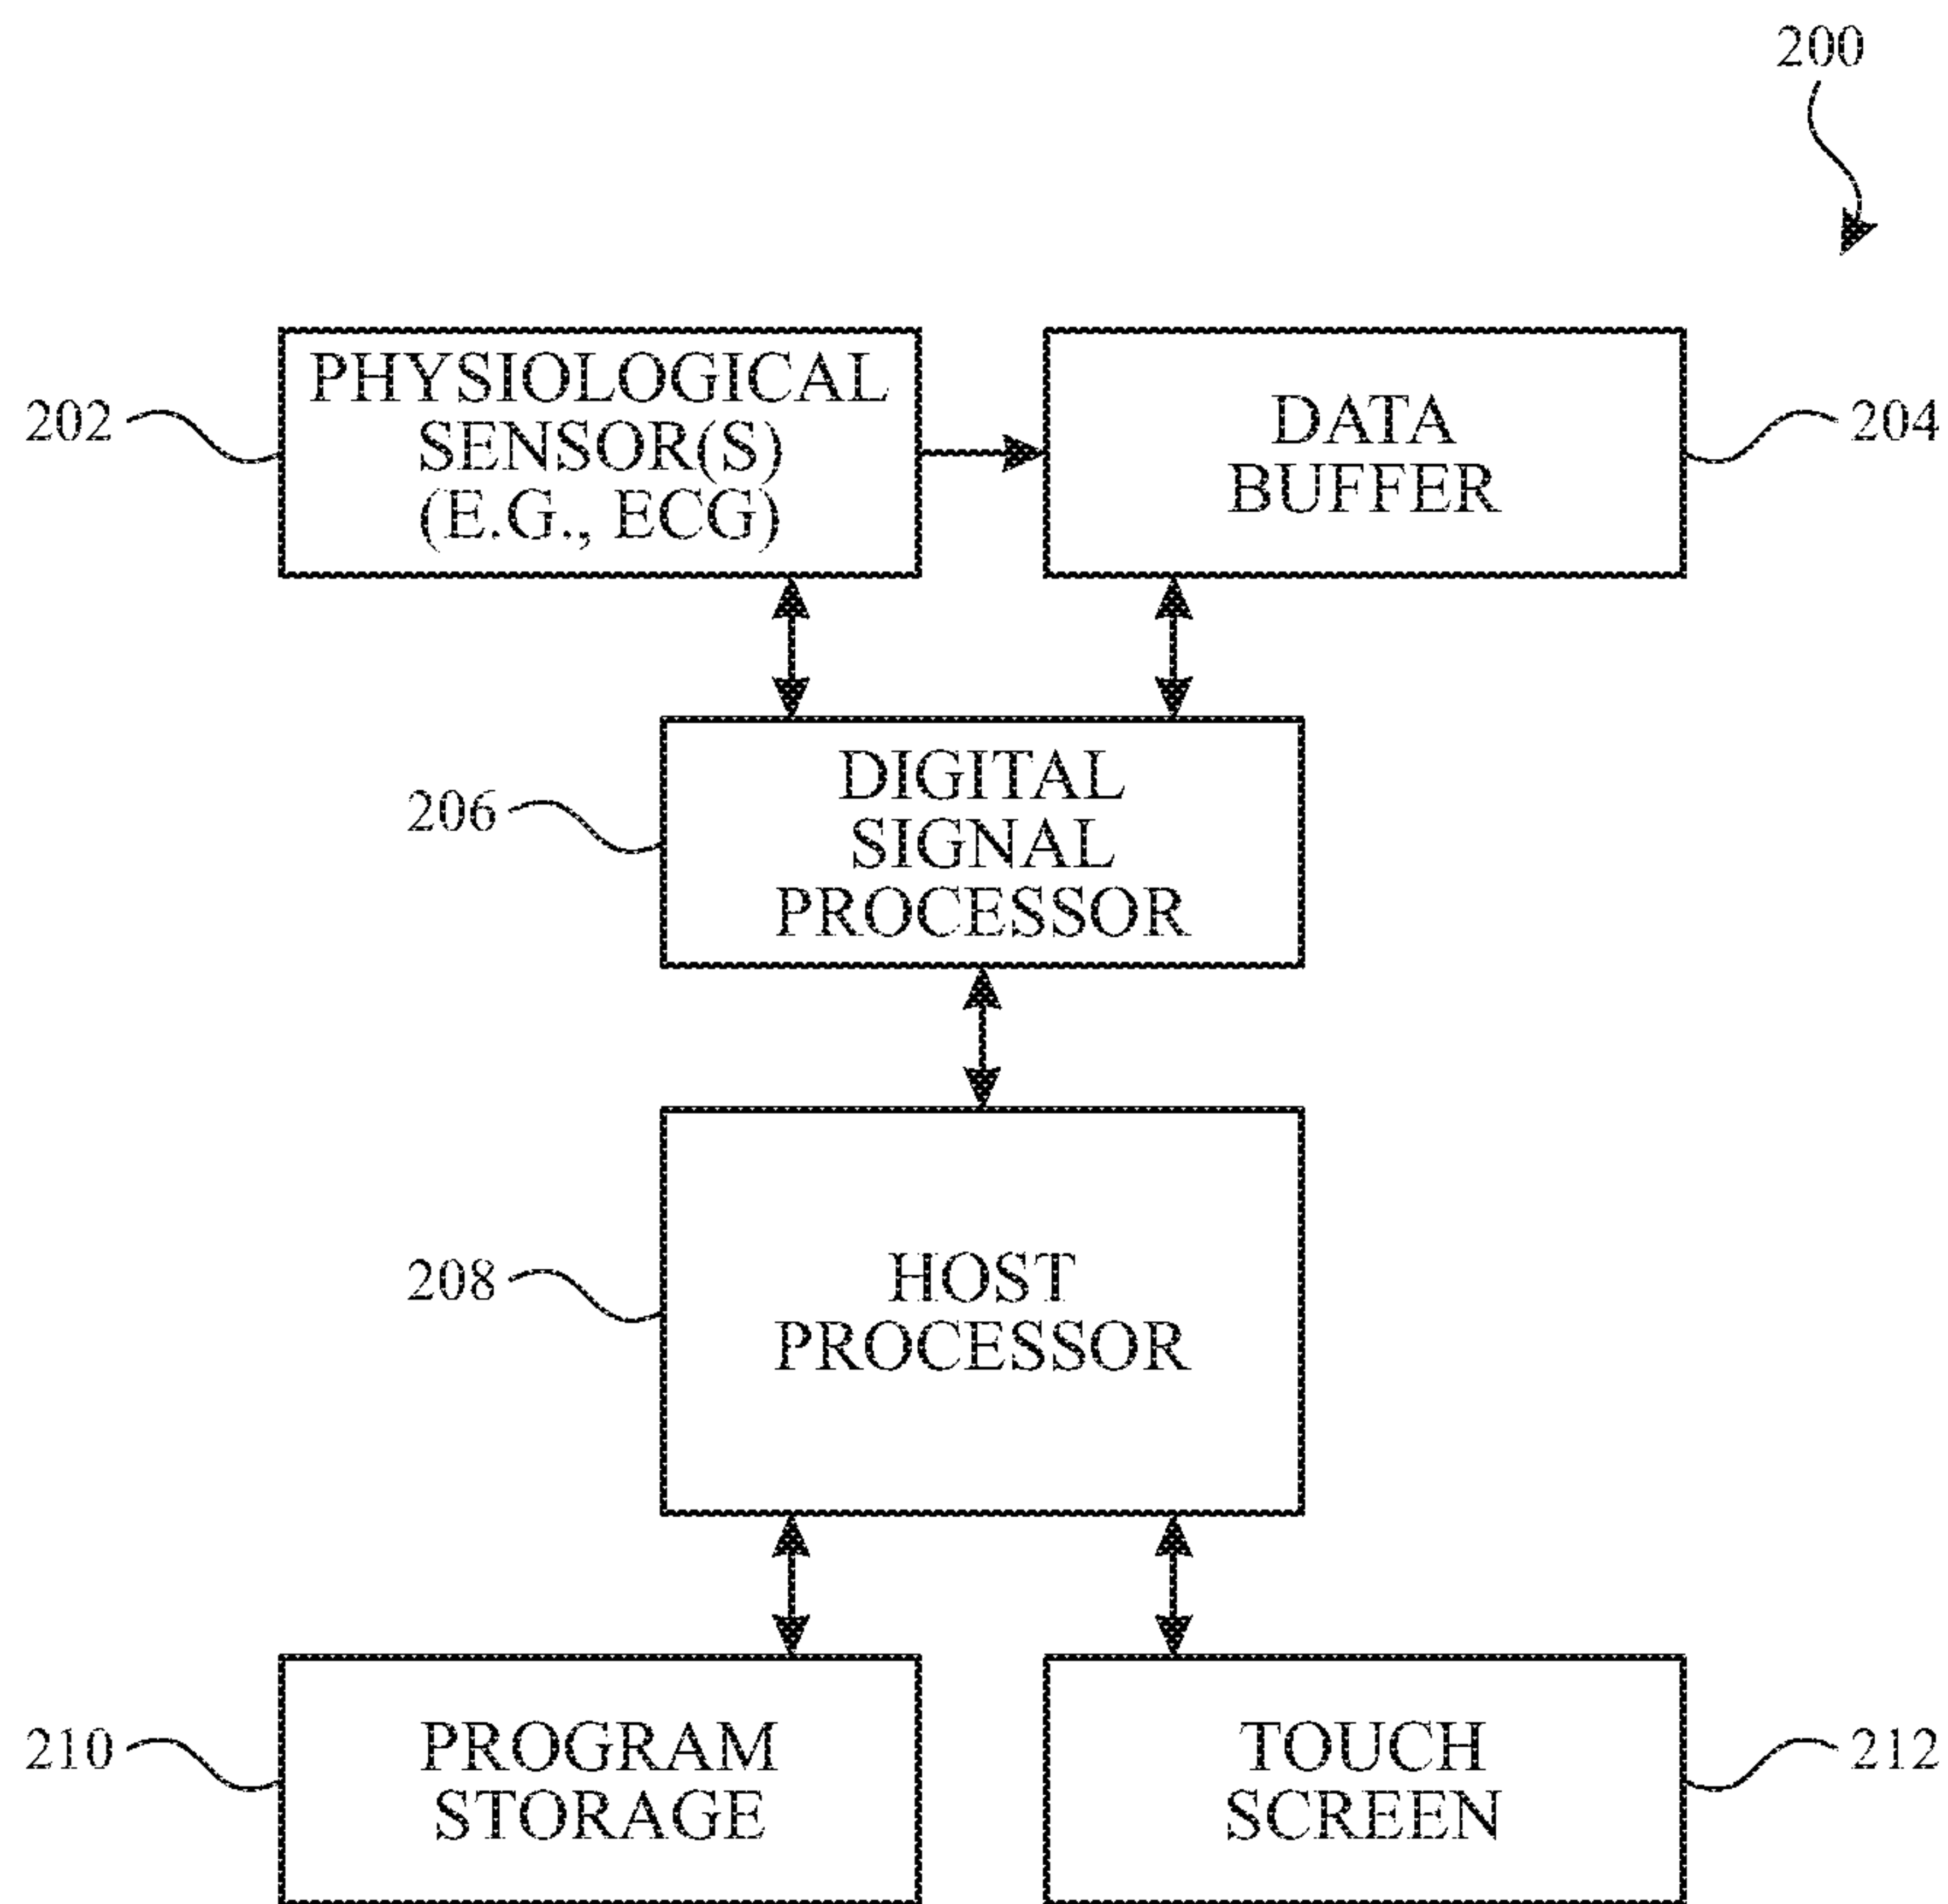 200
PHYSIOLOGICAL
SENSOR(S)
(E.G., ECG)
202
DATA
BUFFER
204
DIGITAL
SIGNAL
PROCESSOR
206
HOST
PROCESSOR
208
PROGRAM
STORAGE
210
TOUCH
SCREEN
212